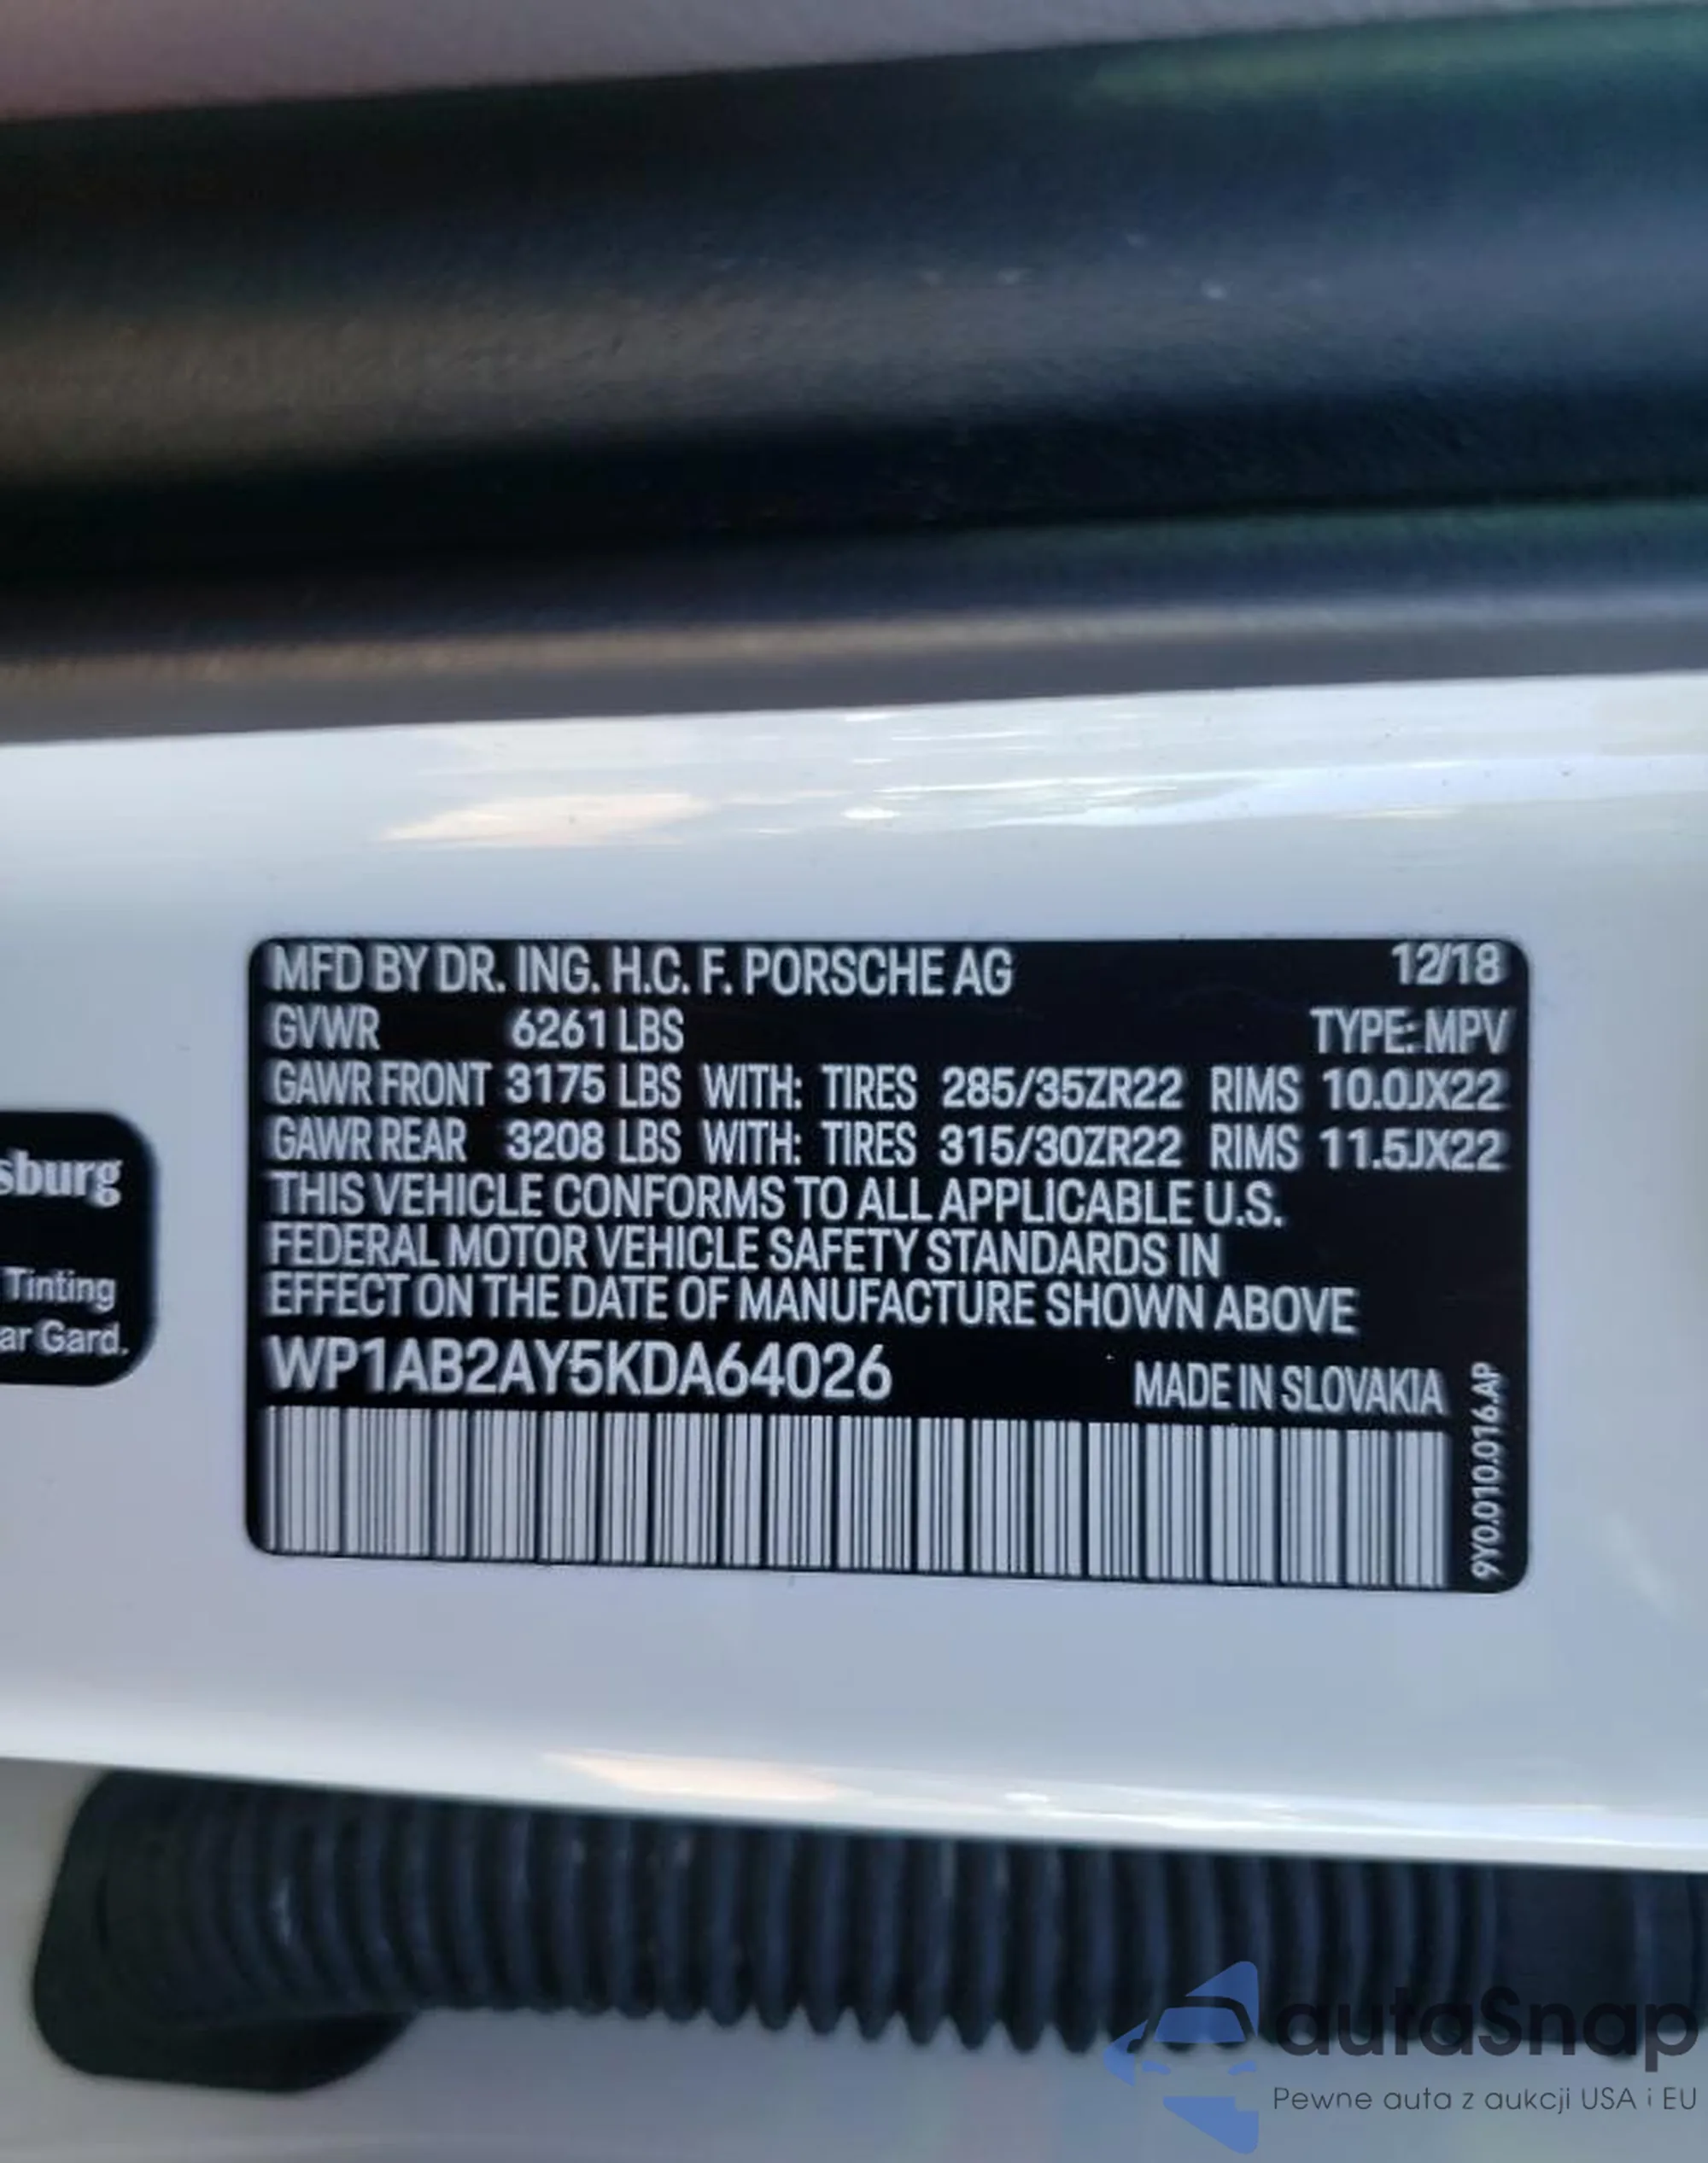 MFD BY DR. ING. H.C. F. PORSCHE AG 12/18
GVWR 6261 LBS TYPE: MPV
GAWR FRONT 3175 LBS WITH: TIRES 285/35ZR22 RIMS 10.0JX22
GAWR REAR 3208 LBS WITH: TIRES 315/30ZR22 RIMS 11.5JX22
THIS VEHICLE CONFORMS TO ALL APPLICABLE U.S.
FEDERAL MOTOR VEHICLE SAFETY STANDARDS IN
EFFECT ON THE DATE OF MANUFACTURE SHOWN ABOVE
WP1AB2AY5KDA64026 MADE IN SLOVAKIA
9Y0.010.016.AP
sburg
Tinting
ar Gard.
autaSnap
Pewne auta z aukcji USA i EU